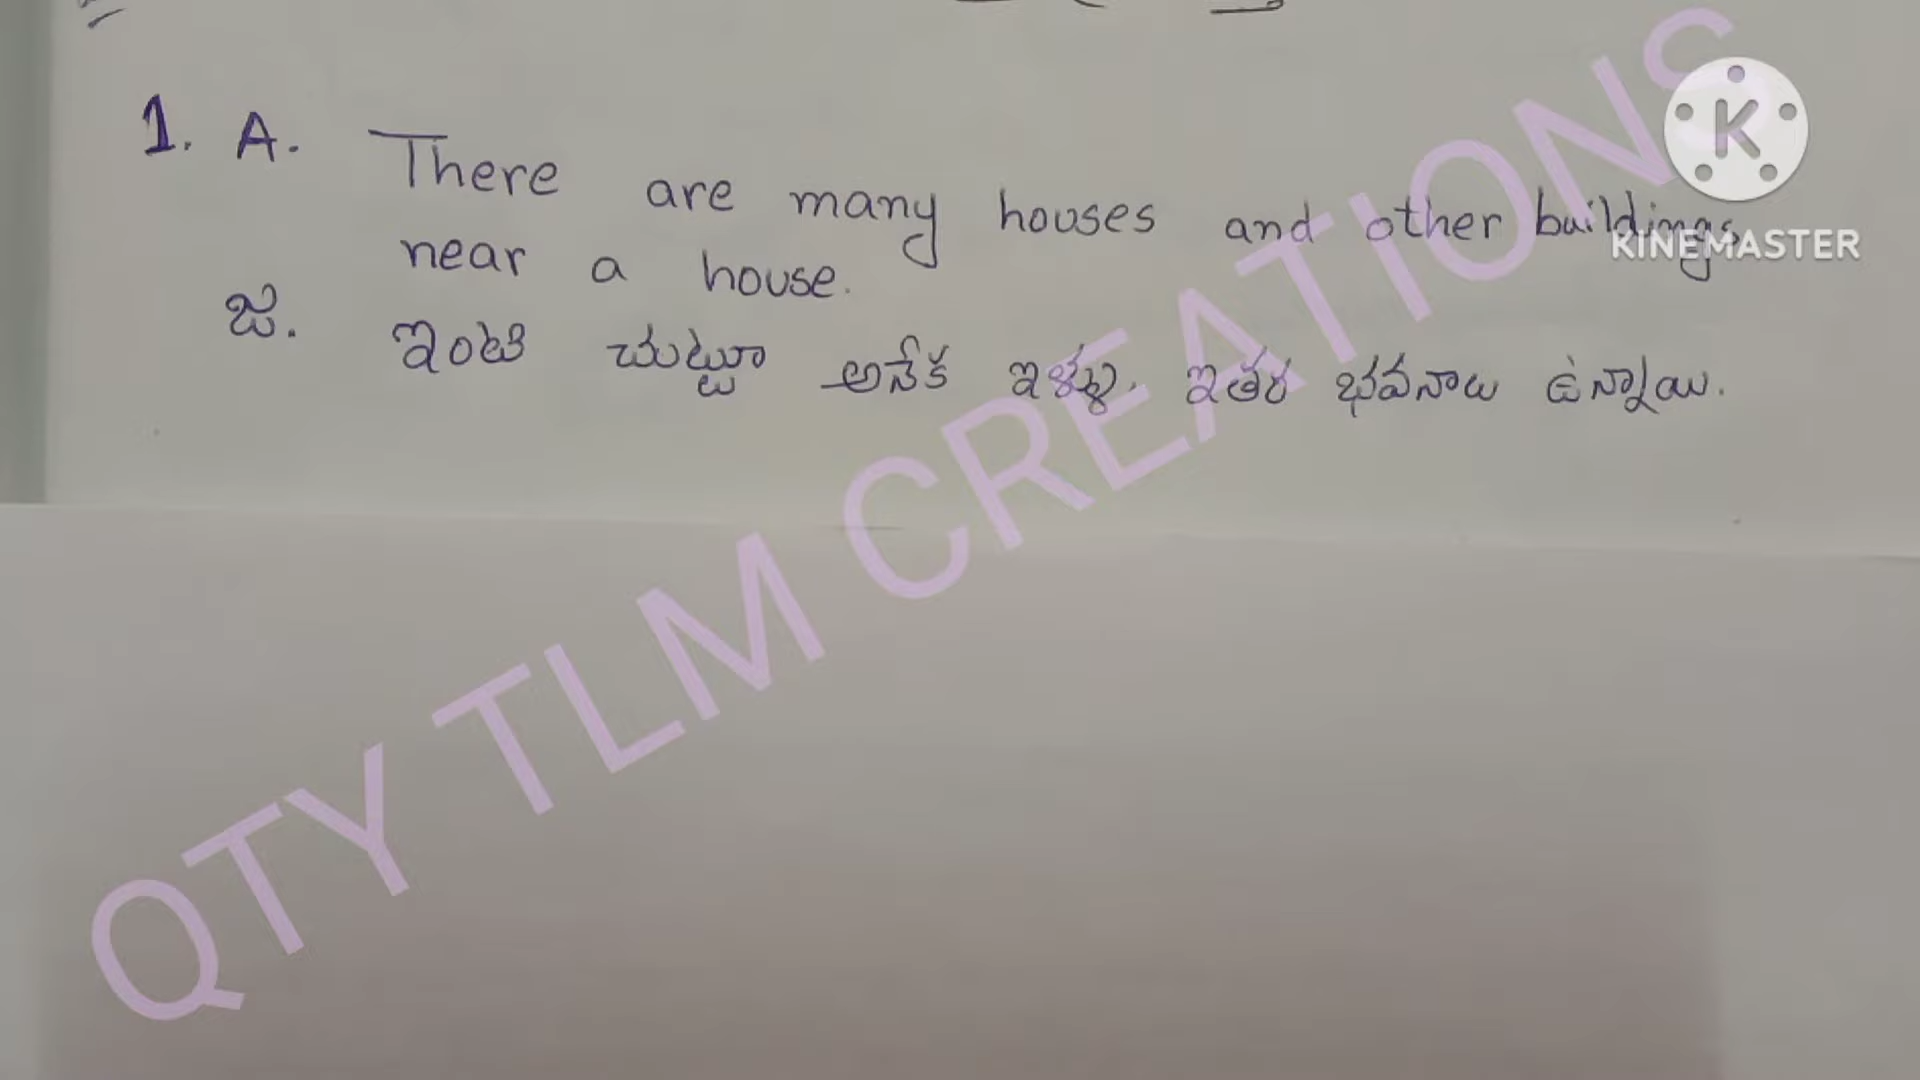 1. A. There are many houses and other buildings
near a house.
జ. ఇంటి చుట్టూ అనేక ఇళ్ళు, ఇతర భవనాలు ఉన్నాయి.
K
KINEMASTER
QTY TLM CREATIONS